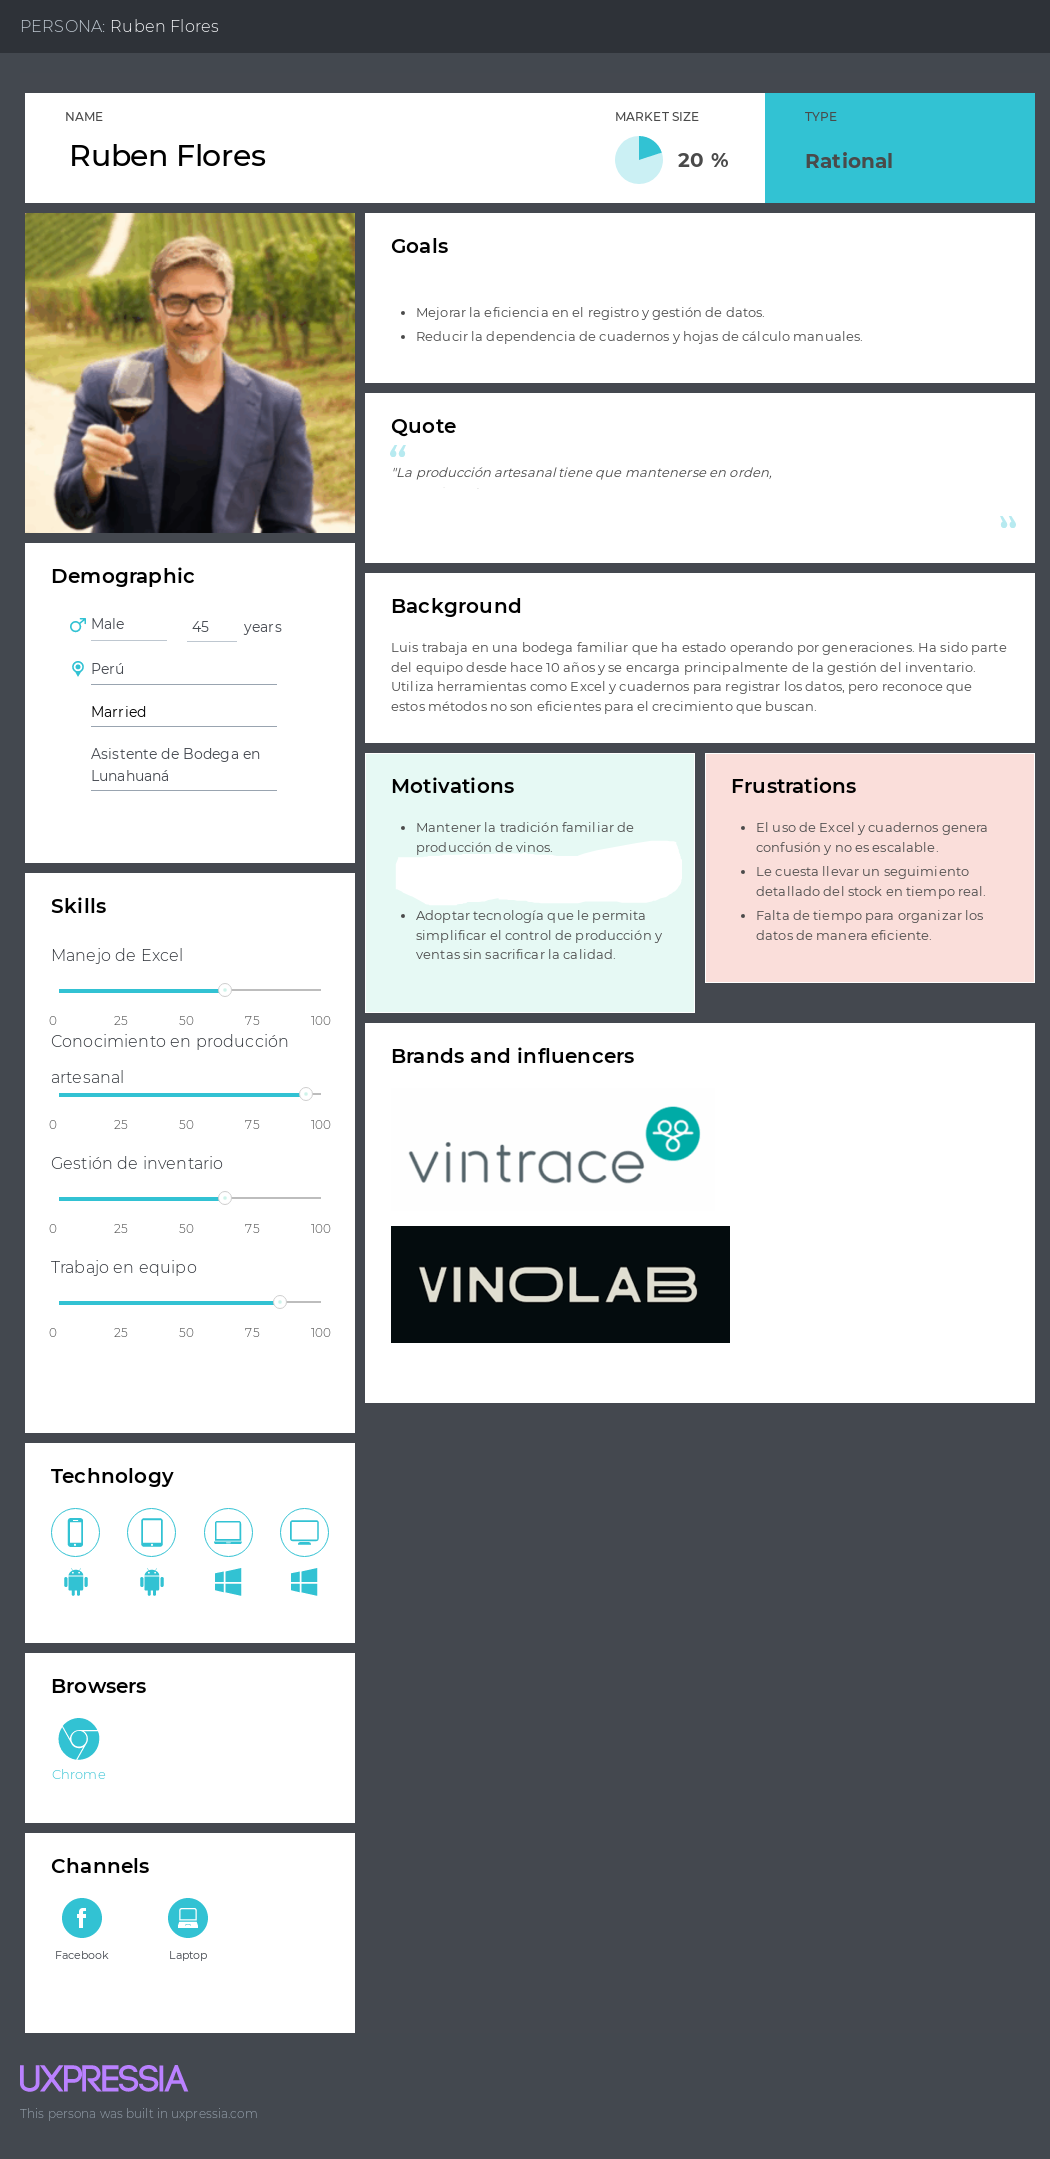 PERSONA: Ruben Flores
NAME
Ruben Flores
MARKET SIZE
20 %
TYPE
Rational
Goals
• Mejorar la eficiencia en el registro y gestión de datos.
• Reducir la dependencia de cuadernos y hojas de cálculo manuales.
Quote
“
"La producción artesanal tiene que mantenerse en orden,
”
Background
Luis trabaja en una bodega familiar que ha estado operando por generaciones. Ha sido parte
del equipo desde hace 10 años y se encarga principalmente de la gestión del inventario.
Utiliza herramientas como Excel y cuadernos para registrar los datos, pero reconoce que
estos métodos no son eficientes para el crecimiento que buscan.
Demographic
Male
45 years
Perú
Married
Asistente de Bodega en
Lunahuaná
Motivations
• Mantener la tradición familiar de
producción de vinos.
• Adoptar tecnología que le permita
simplificar el control de producción y
ventas sin sacrificar la calidad.
Frustrations
• El uso de Excel y cuadernos genera
confusión y no es escalable.
• Le cuesta llevar un seguimiento
detallado del stock en tiempo real.
• Falta de tiempo para organizar los
datos de manera eficiente.
Skills
Manejo de Excel
0 25 50 75 100
Conocimiento en producción
artesanal
0 25 50 75 100
Gestión de inventario
0 25 50 75 100
Trabajo en equipo
0 25 50 75 100
Brands and influencers
vintrace
VINOLAB
Technology
Browsers
Chrome
Channels
Facebook
Laptop
UXPRESSIA
This persona was built in uxpressia.com